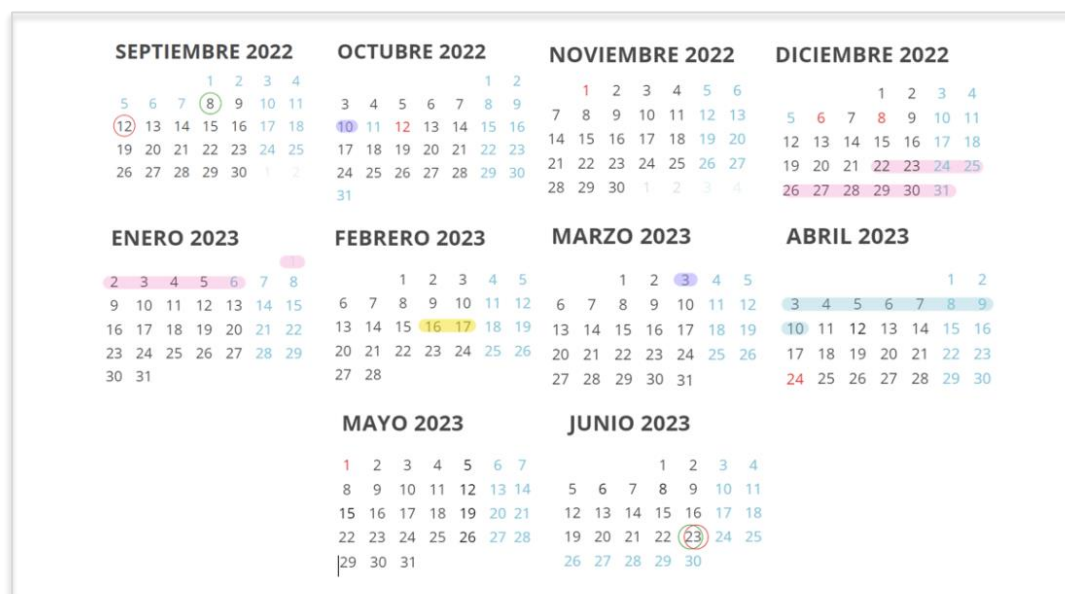 SEPTIEMBRE 2022
1 2 3 4
5 6 7 8 9 10 11
12 13 14 15 16 17 18
19 20 21 22 23 24 25
26 27 28 29 30 1 2
OCTUBRE 2022
1 2
3 4 5 6 7 8 9
10 11 12 13 14 15 16
17 18 19 20 21 22 23
24 25 26 27 28 29 30
31
NOVIEMBRE 2022
1 2 3 4 5 6
7 8 9 10 11 12 13
14 15 16 17 18 19 20
21 22 23 24 25 26 27
28 29 30 1 2 3 4
DICIEMBRE 2022
1 2 3 4
5 6 7 8 9 10 11
12 13 14 15 16 17 18
19 20 21 22 23 24 25
26 27 28 29 30 31
ENERO 2023
1
2 3 4 5 6 7 8
9 10 11 12 13 14 15
16 17 18 19 20 21 22
23 24 25 26 27 28 29
30 31
FEBRERO 2023
1 2 3 4 5
6 7 8 9 10 11 12
13 14 15 16 17 18 19
20 21 22 23 24 25 26
27 28
MARZO 2023
1 2 3 4 5
6 7 8 9 10 11 12
13 14 15 16 17 18 19
20 21 22 23 24 25 26
27 28 29 30 31
ABRIL 2023
1 2
3 4 5 6 7 8 9
10 11 12 13 14 15 16
17 18 19 20 21 22 23
24 25 26 27 28 29 30
MAYO 2023
1 2 3 4 5 6 7
8 9 10 11 12 13 14
15 16 17 18 19 20 21
22 23 24 25 26 27 28
29 30 31
JUNIO 2023
1 2 3 4
5 6 7 8 9 10 11
12 13 14 15 16 17 18
19 20 21 22 23 24 25
26 27 28 29 30